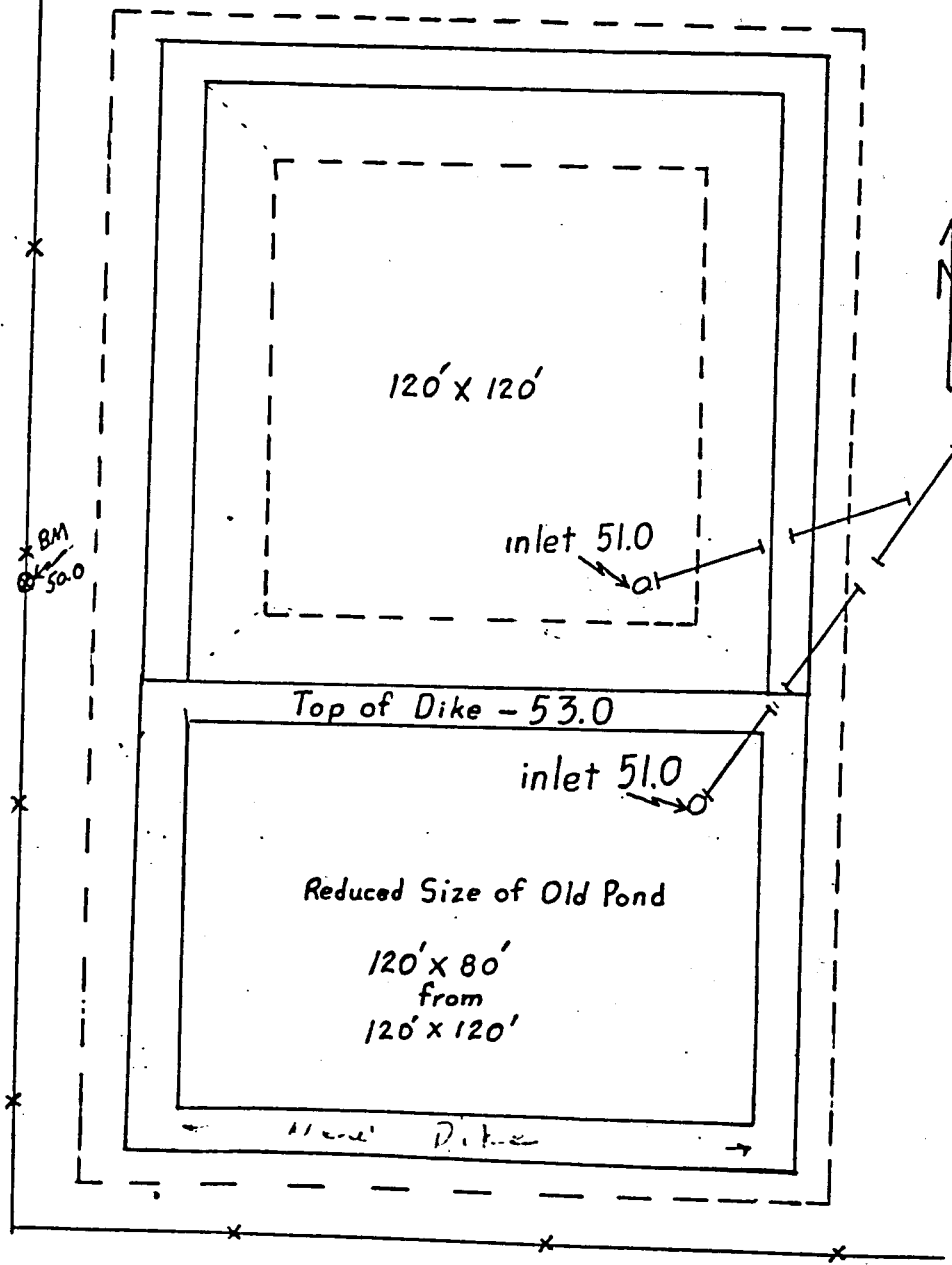 120' x 120'
N
BM
50.0
inlet 51.0
Top of Dike - 53.0
inlet 51.0
Reduced Size of Old Pond
120' x 80'
from
120' x 120'